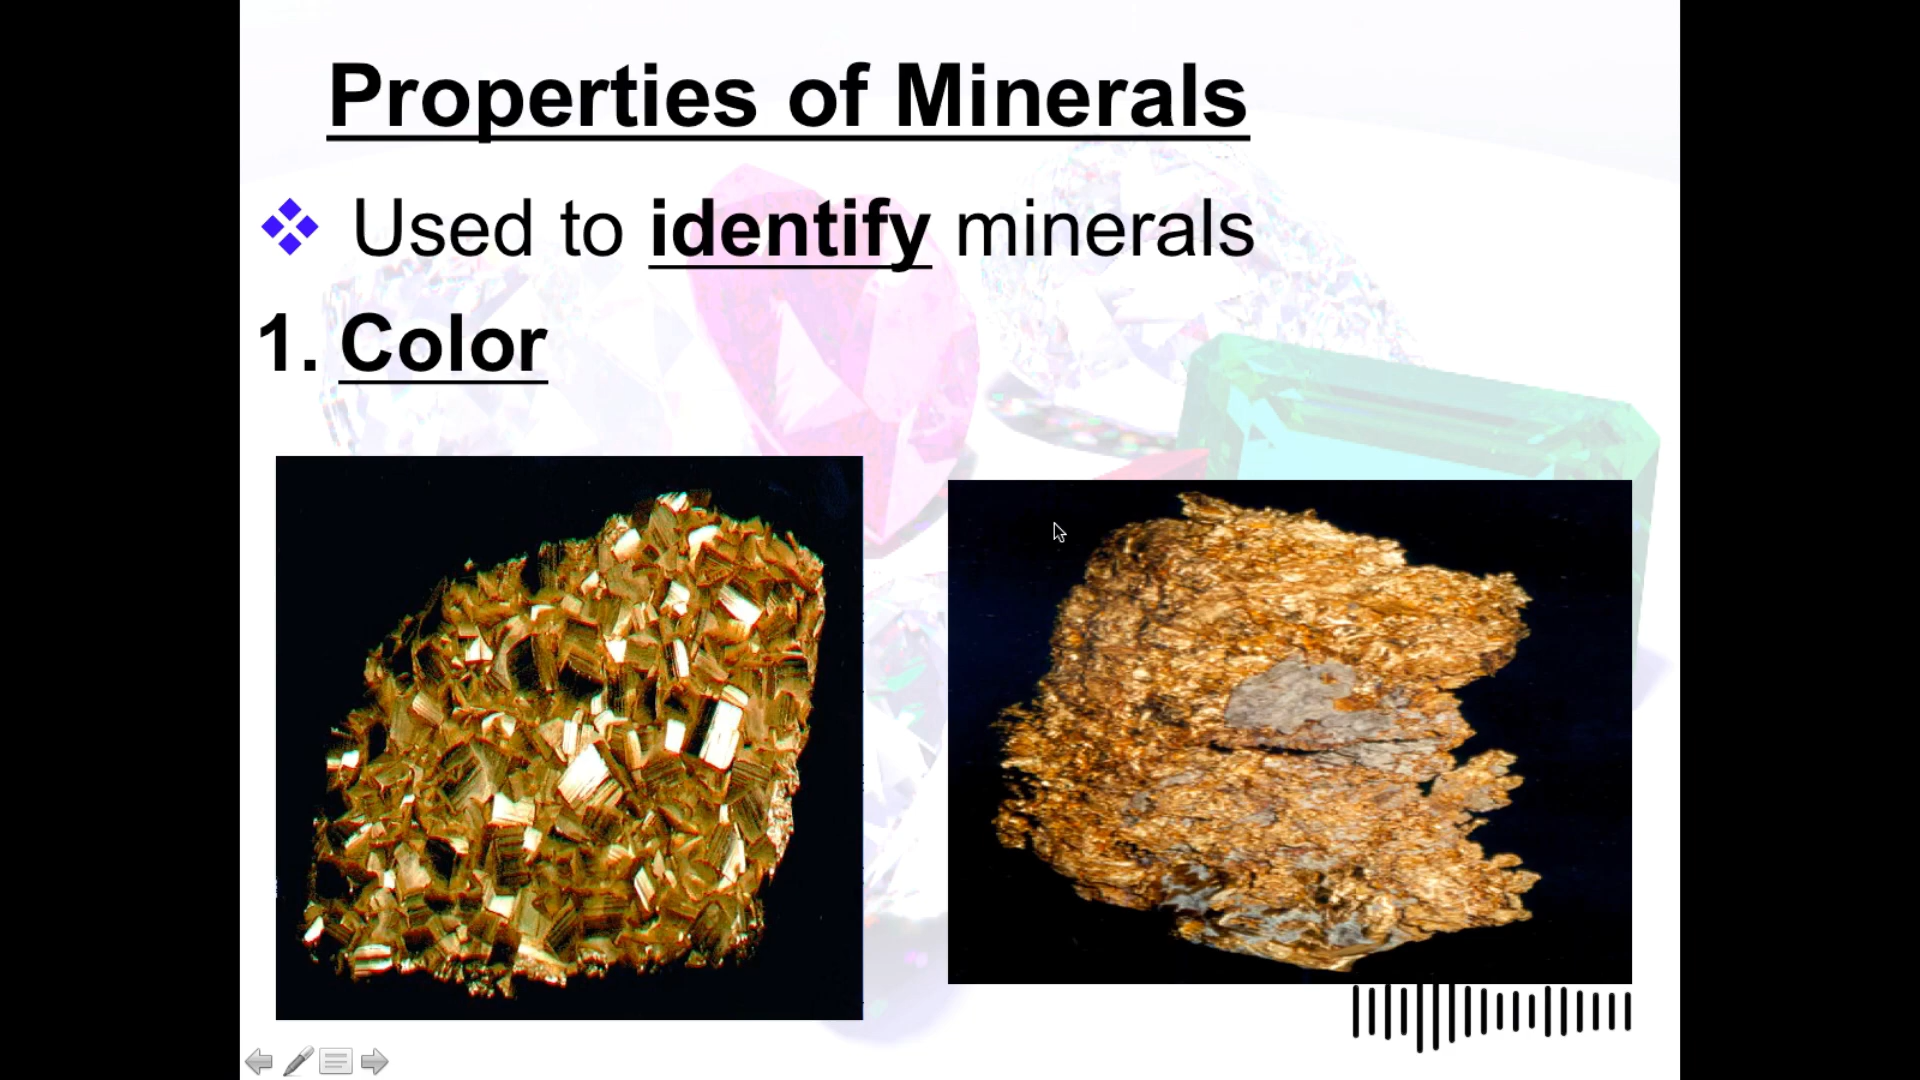 Properties of Minerals
❖ Used to identify minerals
1. Color